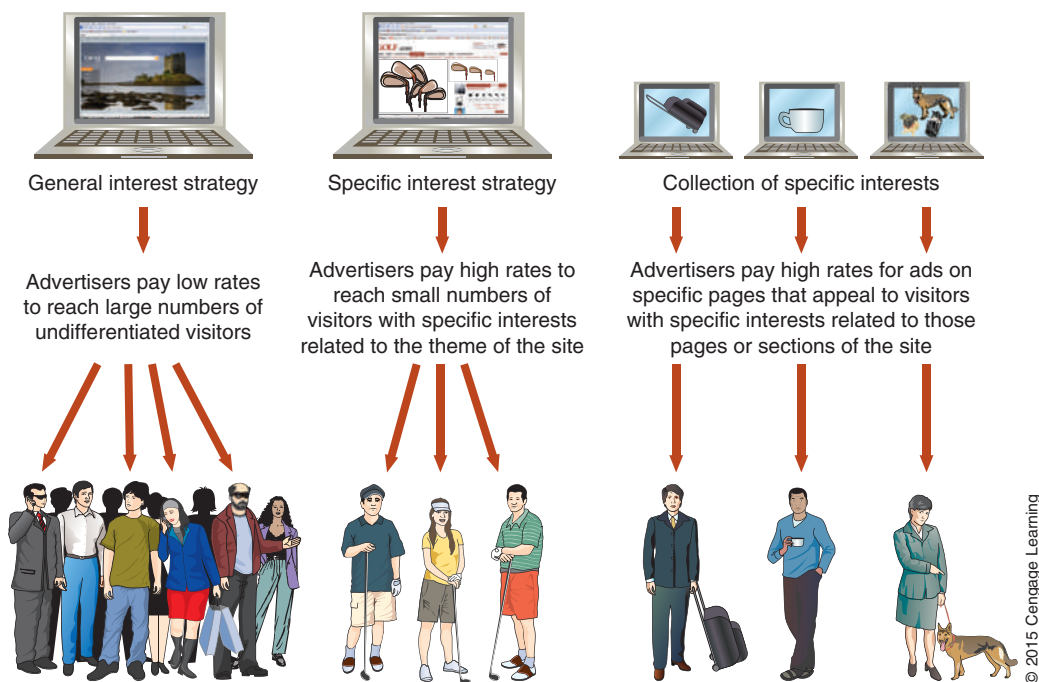 GOLF
General interest strategy
Specific interest strategy
Collection of specific interests
Advertisers pay low rates
to reach large numbers of
undifferentiated visitors
Advertisers pay high rates to
reach small numbers of
visitors with specific interests
related to the theme of the site
Advertisers pay high rates for ads on
specific pages that appeal to visitors
with specific interests related to those
pages or sections of the site
© 2015 Cengage Learning